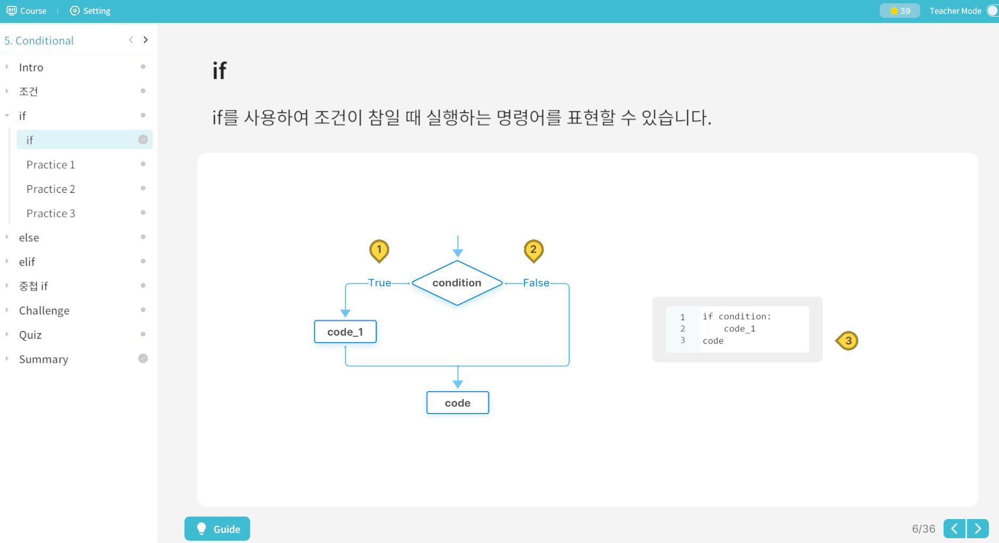 Course
Setting
39
Teacher Mode
5. Conditional
Intro
조건
if
if
Practice 1
Practice 2
Practice 3
else
elif
중첩 if
Challenge
Quiz
Summary
if
if를 사용하여 조건이 참일 때 실행하는 명령어를 표현할 수 있습니다.
1
2
True
condition
False
code_1
code
1 if condition:
2     code_1
3 code
3
Guide
6/36